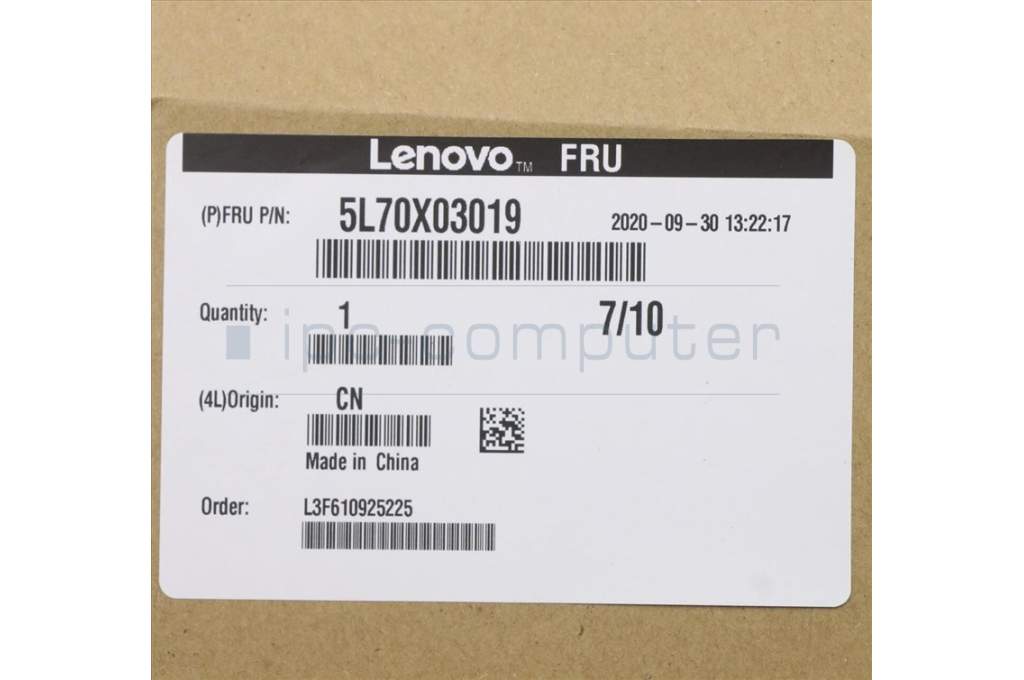 Lenovo™ FRU
(P)FRU P/N: 5L70X03019 2020-09-30 13:22:17
Quantity: 1 7/10
ipc-computer
(4L)Origin: CN
Made in China
Order: L3F610925225